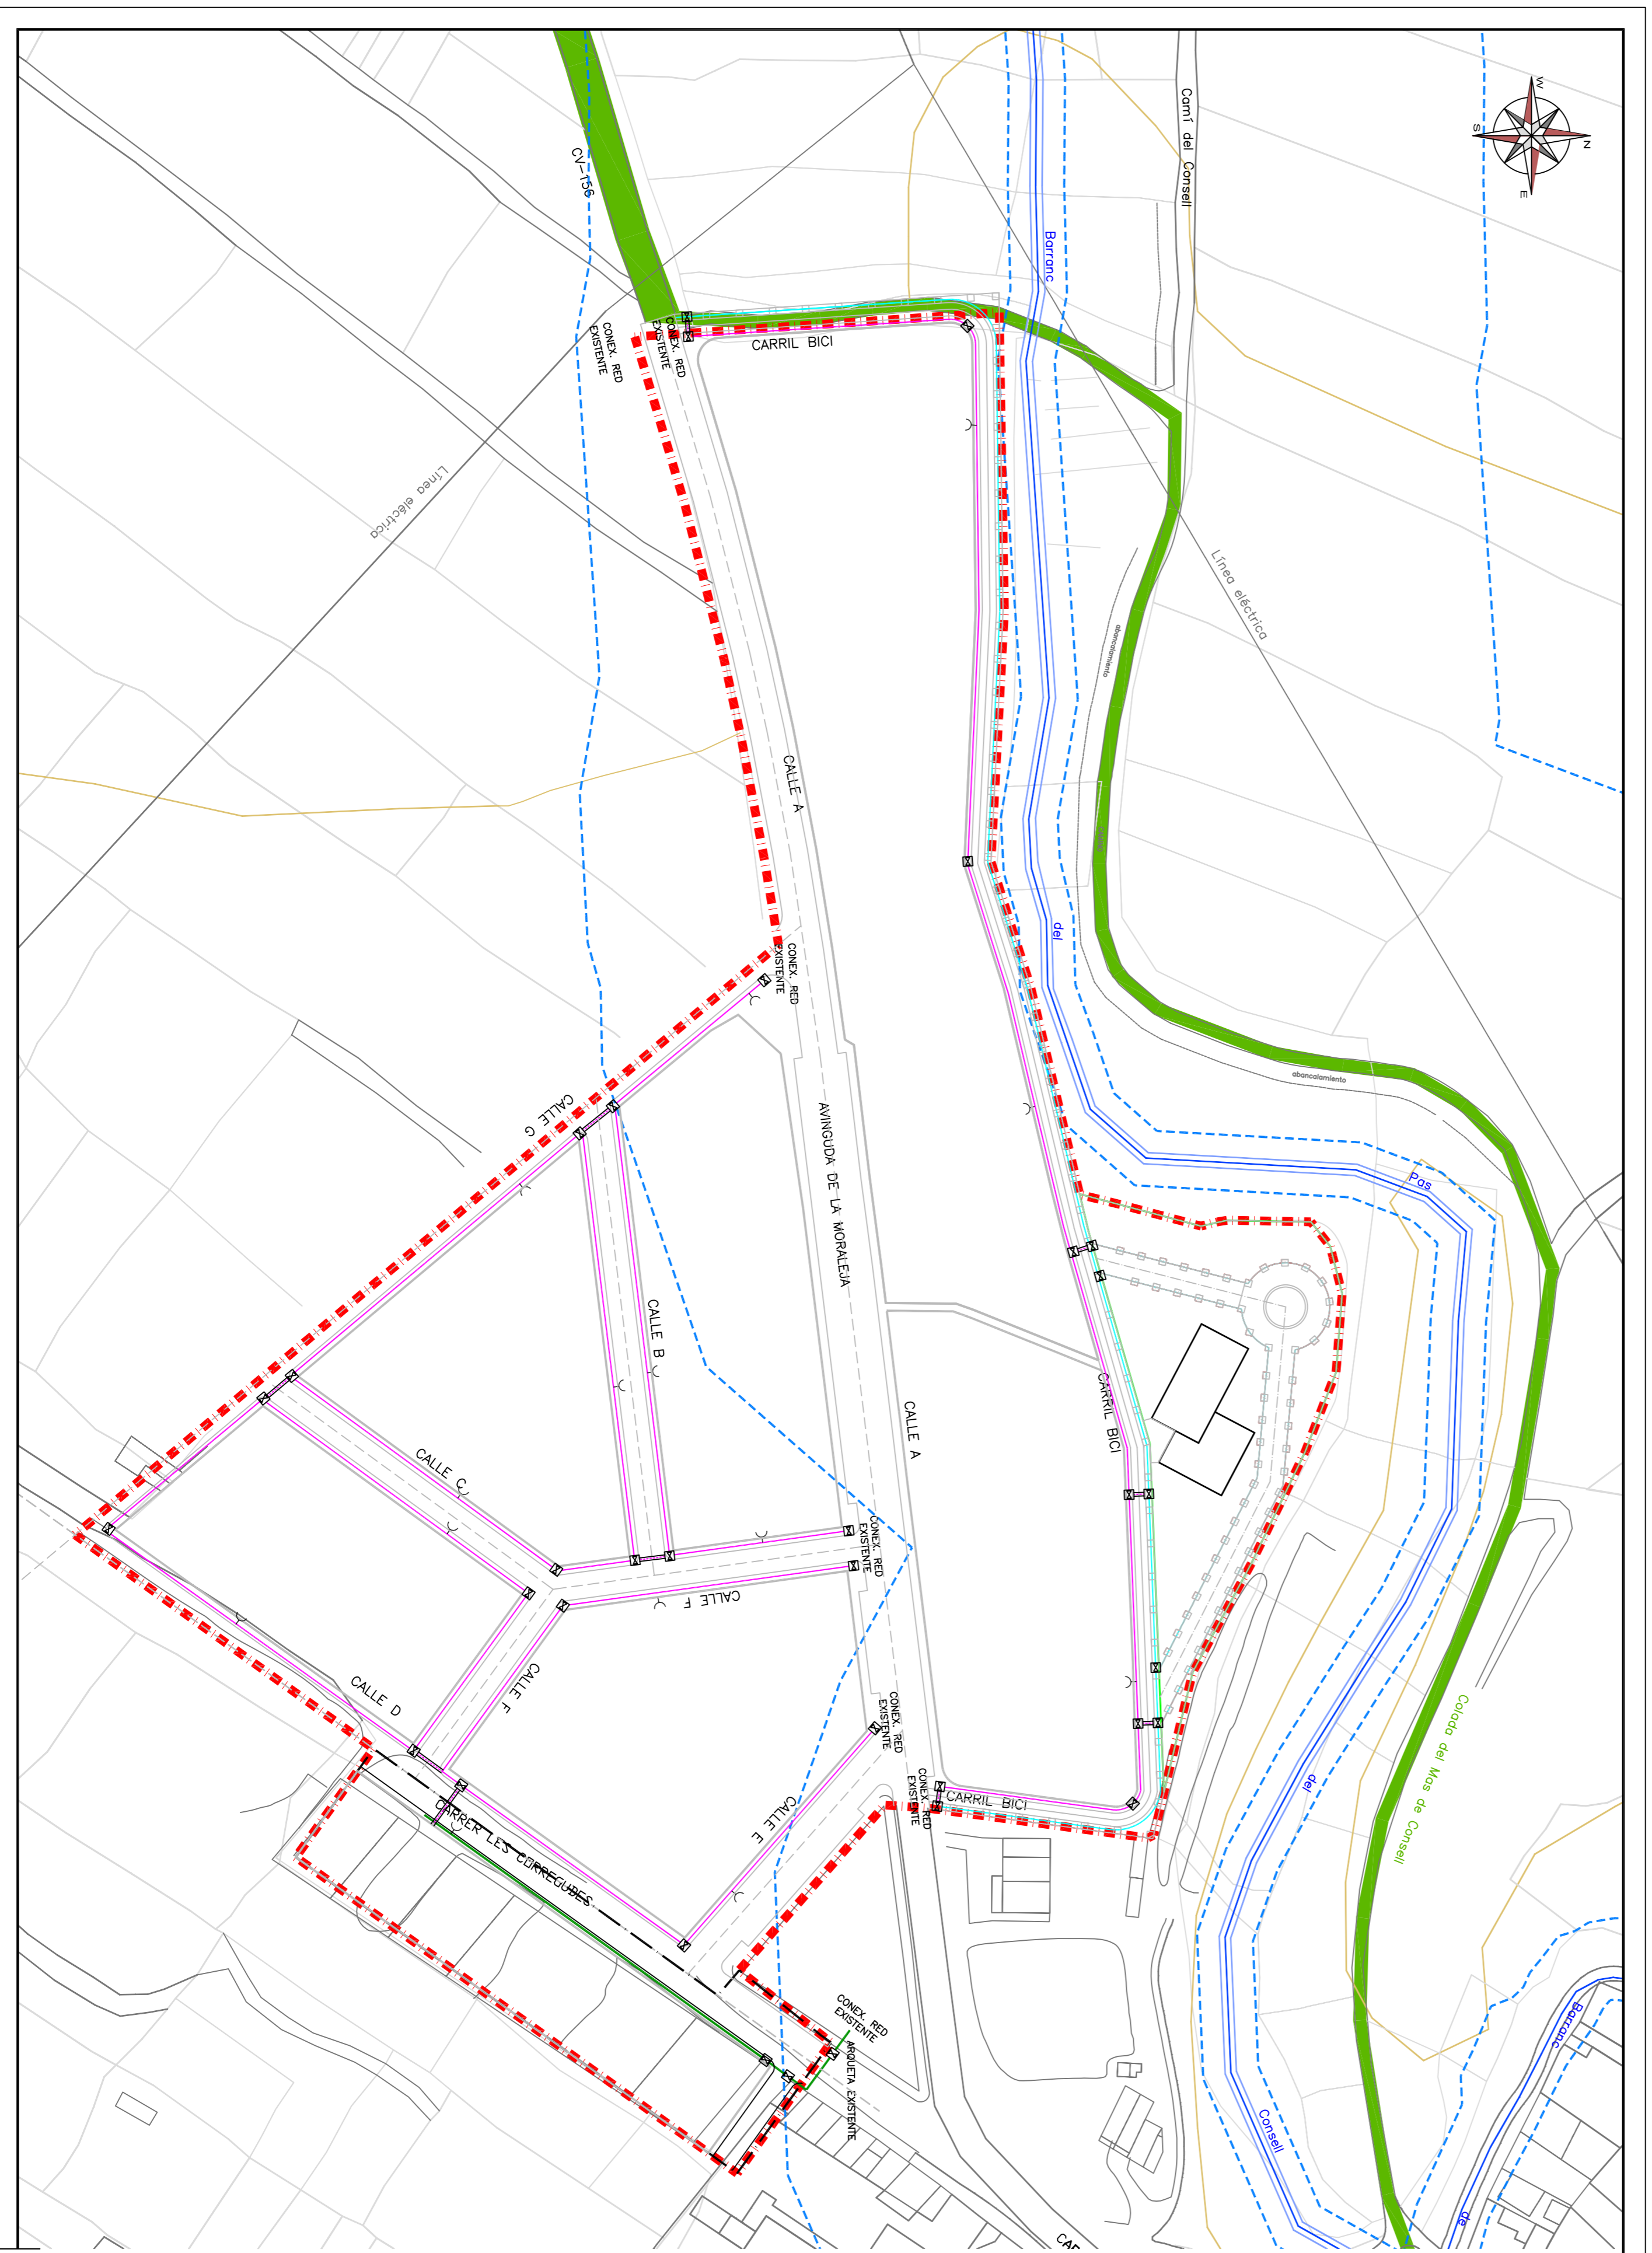 W
N
S
E
Camí del Consell
Barranc
CV-156
CONEX. RED
EXISTENTE
CONEX. RED
EXISTENTE
CARRIL BICI
Línea eléctrica
Línea eléctrica
abancalamiento
CALLE A
del
CONEX. RED
EXISTENTE
abancalamiento
CALLE G
AVINGUDA DE LA MORALEJA
Pas
CALLE B
CARRIL BICI
CALLE A
CALLE C
CONEX. RED
EXISTENTE
CALLE F
CALLE F
CALLE D
CONEX. RED
EXISTENTE
CONEX. RED
EXISTENTE
CARRIL BICI
CALLE E
CARRER LES CORREGUDES
Colada del Mas de Consell
del
CONEX. RED
EXISTENTE
ARQUETA EXISTENTE
Barranc
Consell
de